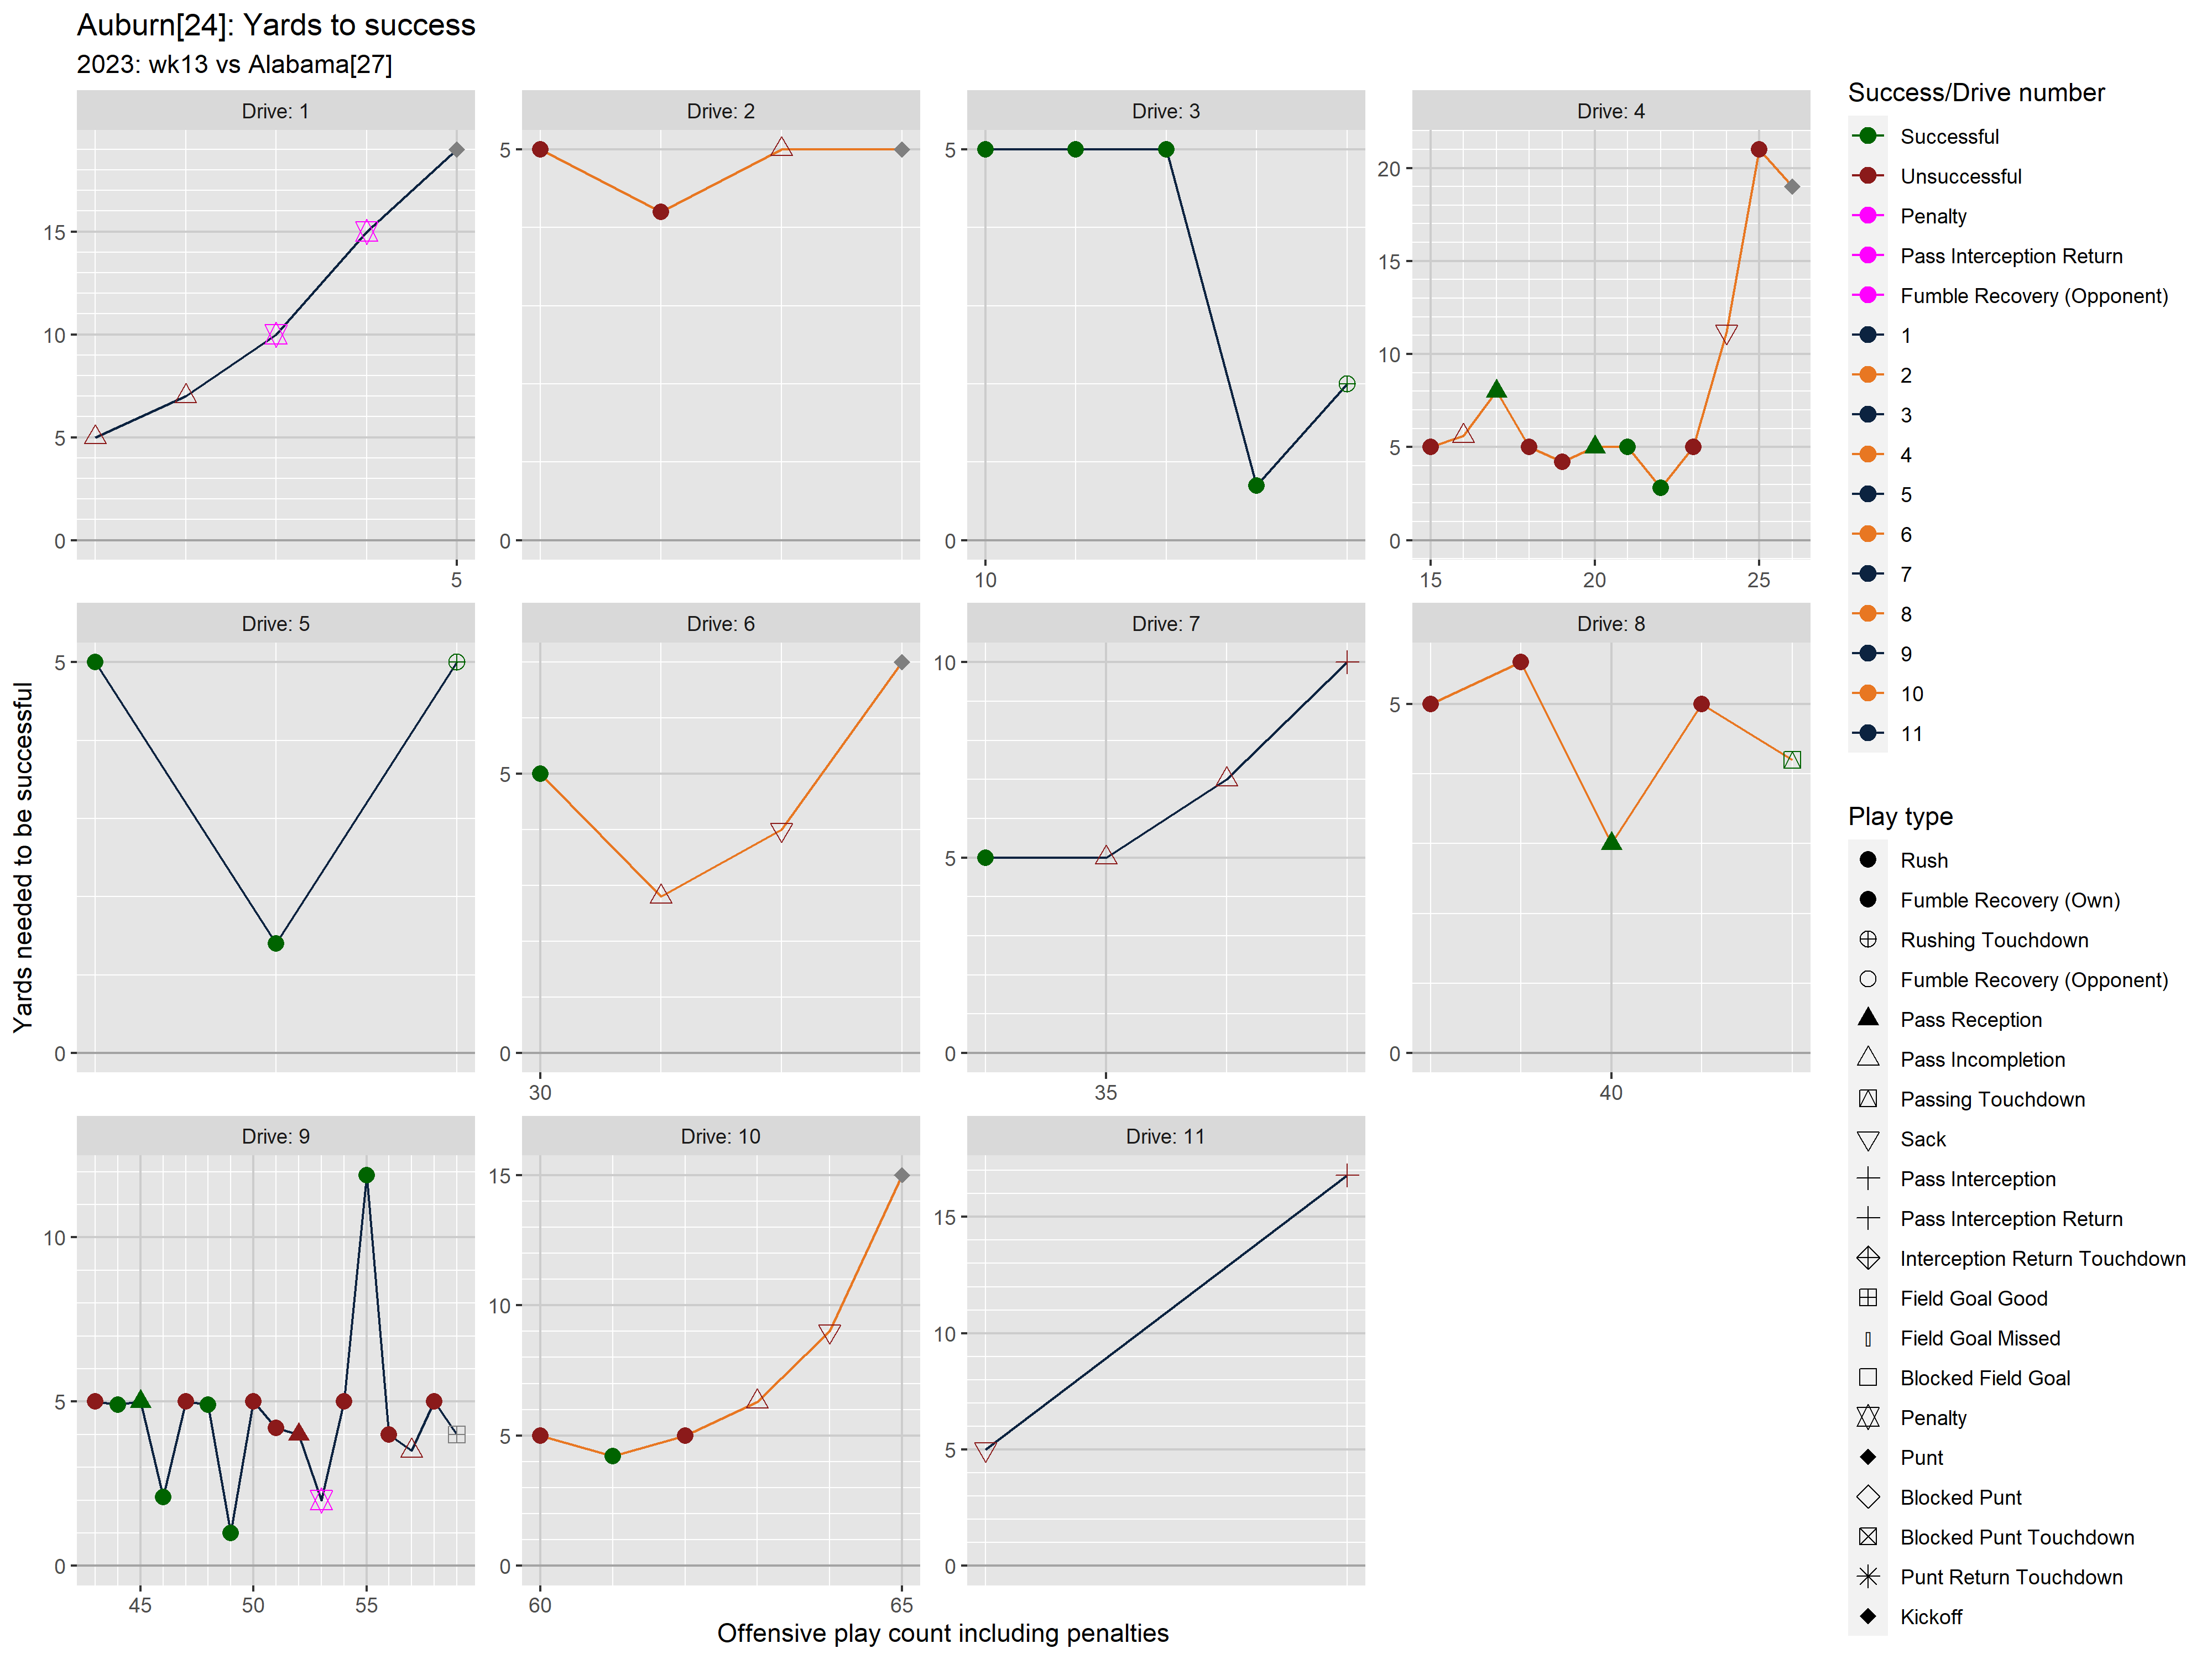 Auburn[24]: Yards to success
2023: wk13 vs Alabama[27]
Drive: 1
Drive: 2
Drive: 3
Drive: 4
15
10
5
0
5
5
0
5
0
10
20
15
10
5
0
15
20
25
Drive: 5
Drive: 6
Drive: 7
Drive: 8
5
0
5
0
30
10
5
0
35
5
0
40
Drive: 9
Drive: 10
Drive: 11
10
5
0
45
50
55
15
10
5
0
60
65
15
10
5
0
Yards needed to be successful
Offensive play count including penalties
Success/Drive number
Successful
Unsuccessful
Penalty
Pass Interception Return
Fumble Recovery (Opponent)
1
2
3
4
5
6
7
8
9
10
11
Play type
Rush
Fumble Recovery (Own)
Rushing Touchdown
Fumble Recovery (Opponent)
Pass Reception
Pass Incompletion
Passing Touchdown
Sack
Pass Interception
Pass Interception Return
Interception Return Touchdown
Field Goal Good
Field Goal Missed
Blocked Field Goal
Penalty
Punt
Blocked Punt
Blocked Punt Touchdown
Punt Return Touchdown
Kickoff